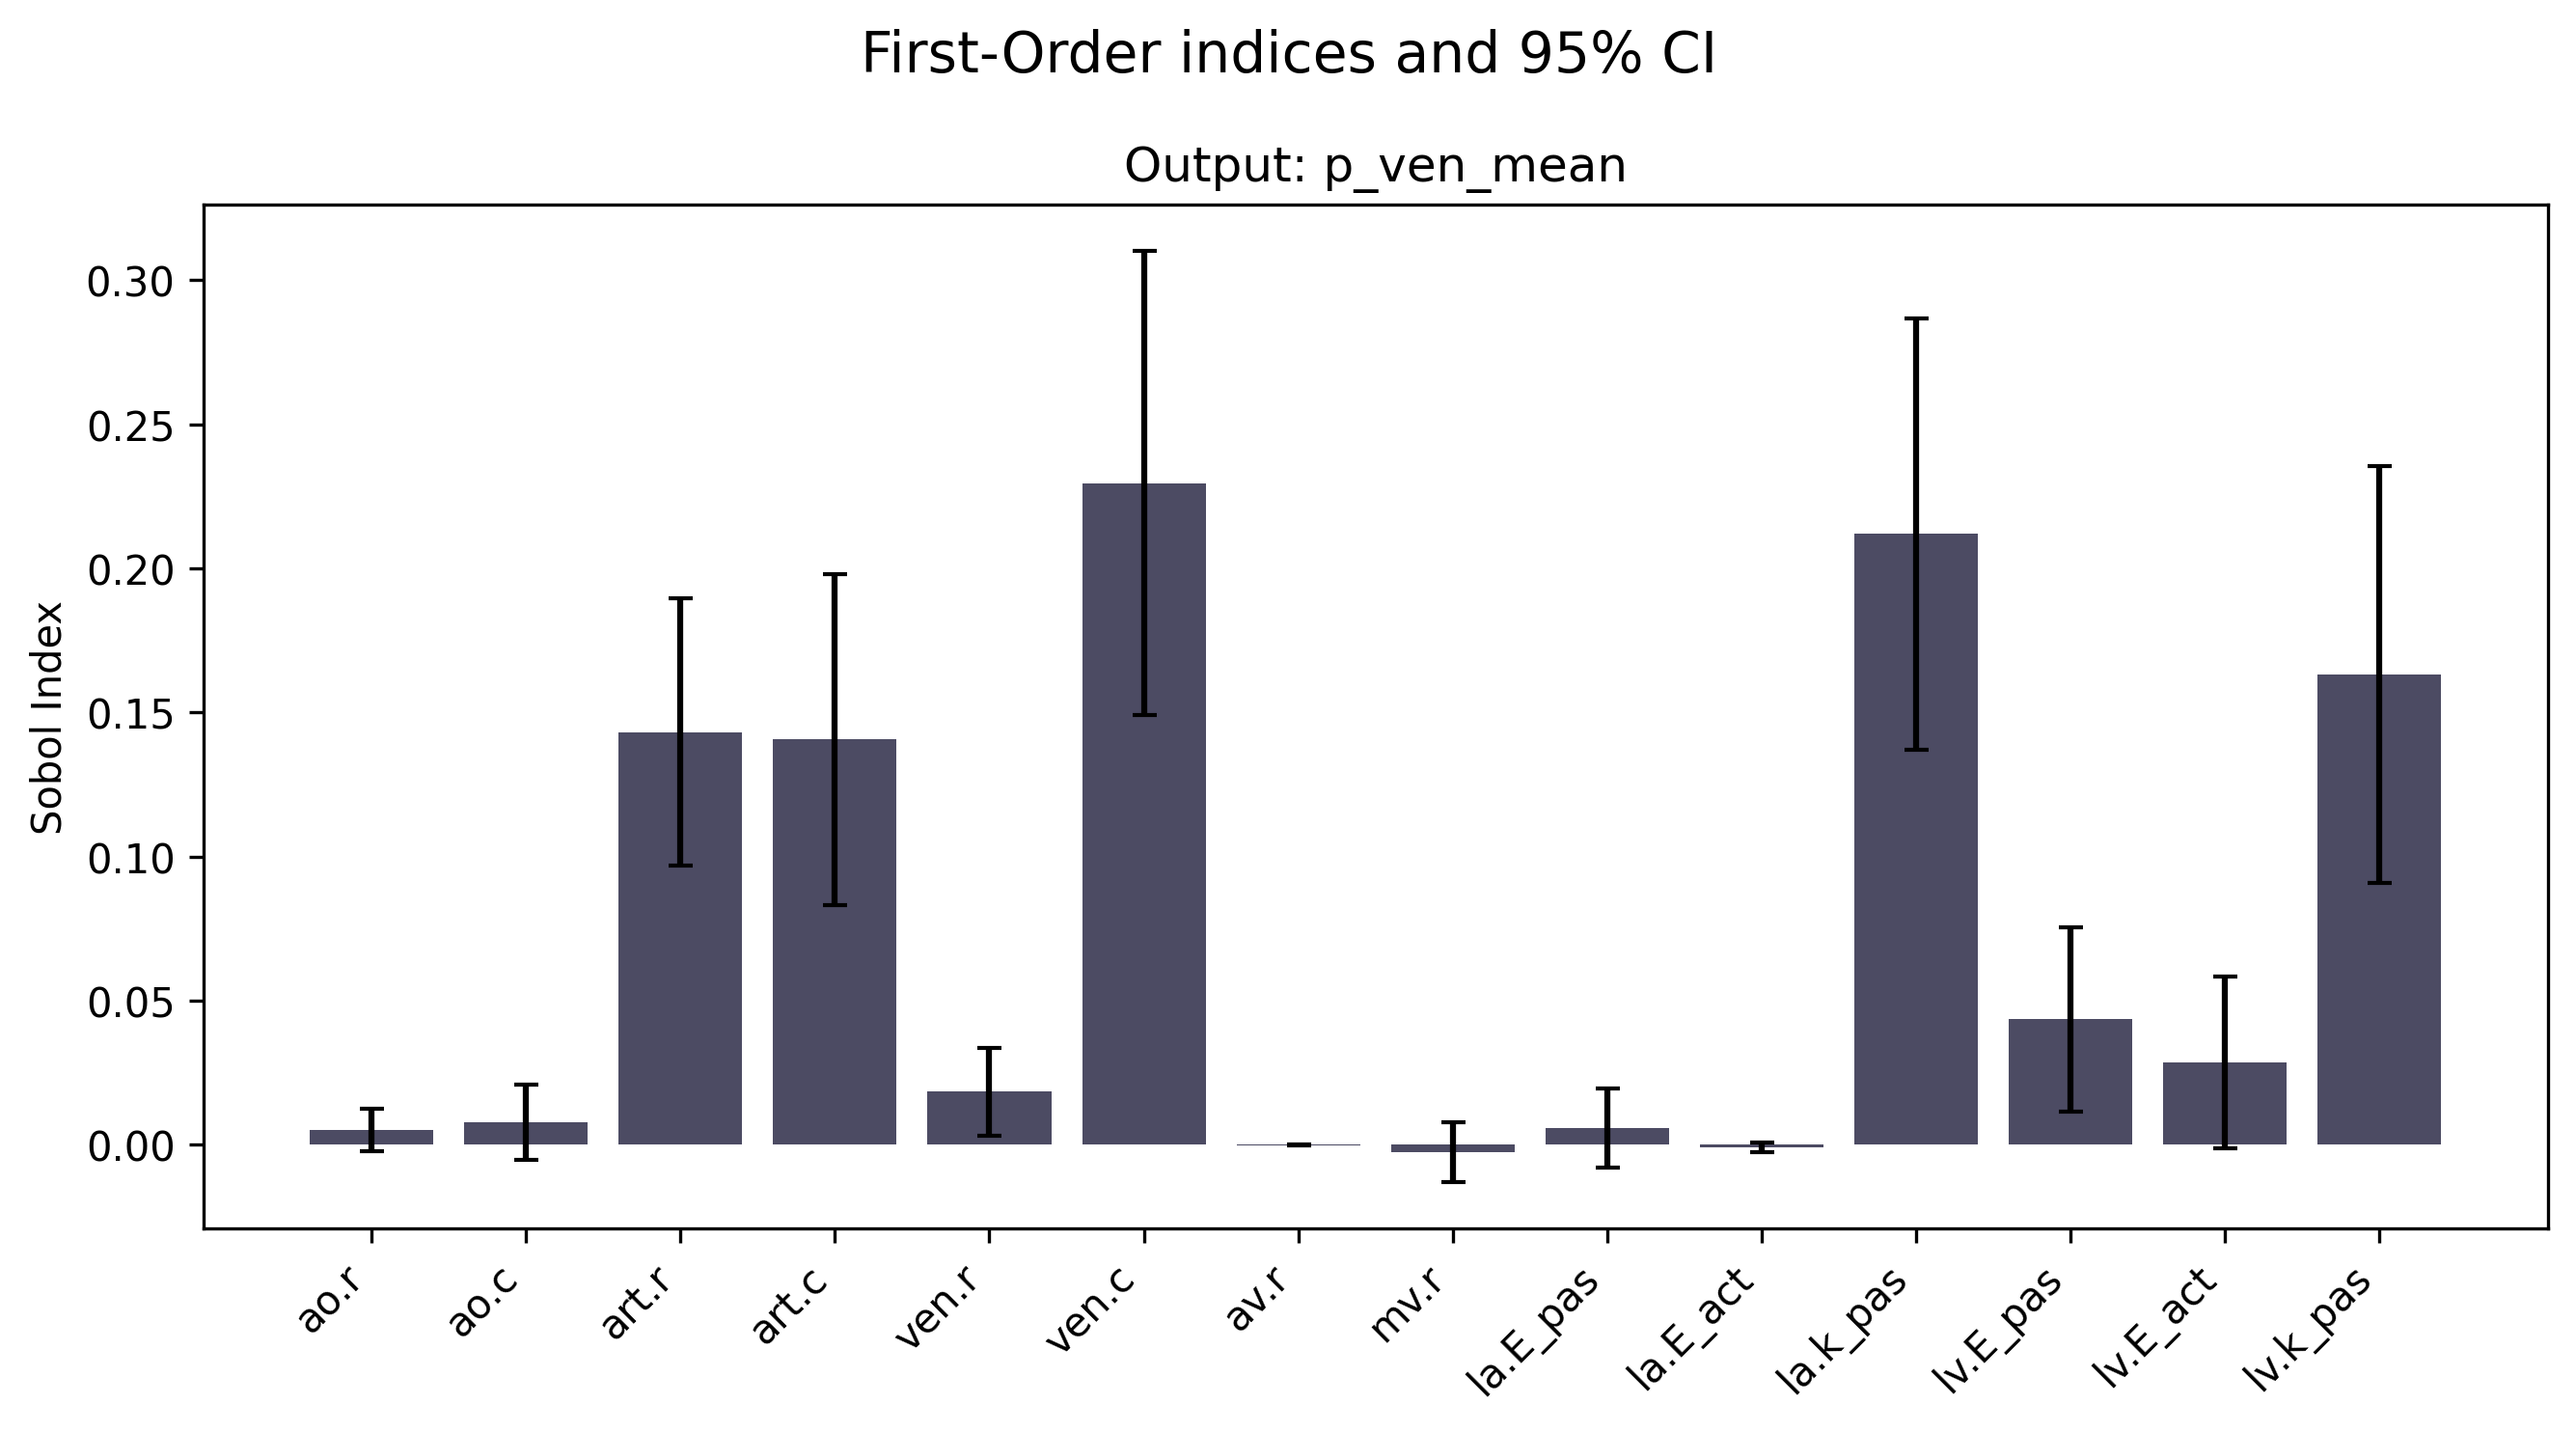 First-Order indices and 95% CI
Output: p_ven_mean
Sobol Index
0.30
0.25
0.20
0.15
0.10
0.05
0.00
ao.r
ao.c
art.r
art.c
ven.r
ven.c
av.r
mv.r
la.E_pas
la.E_act
la.k_pas
lv.E_pas
lv.E_act
lv.k_pas